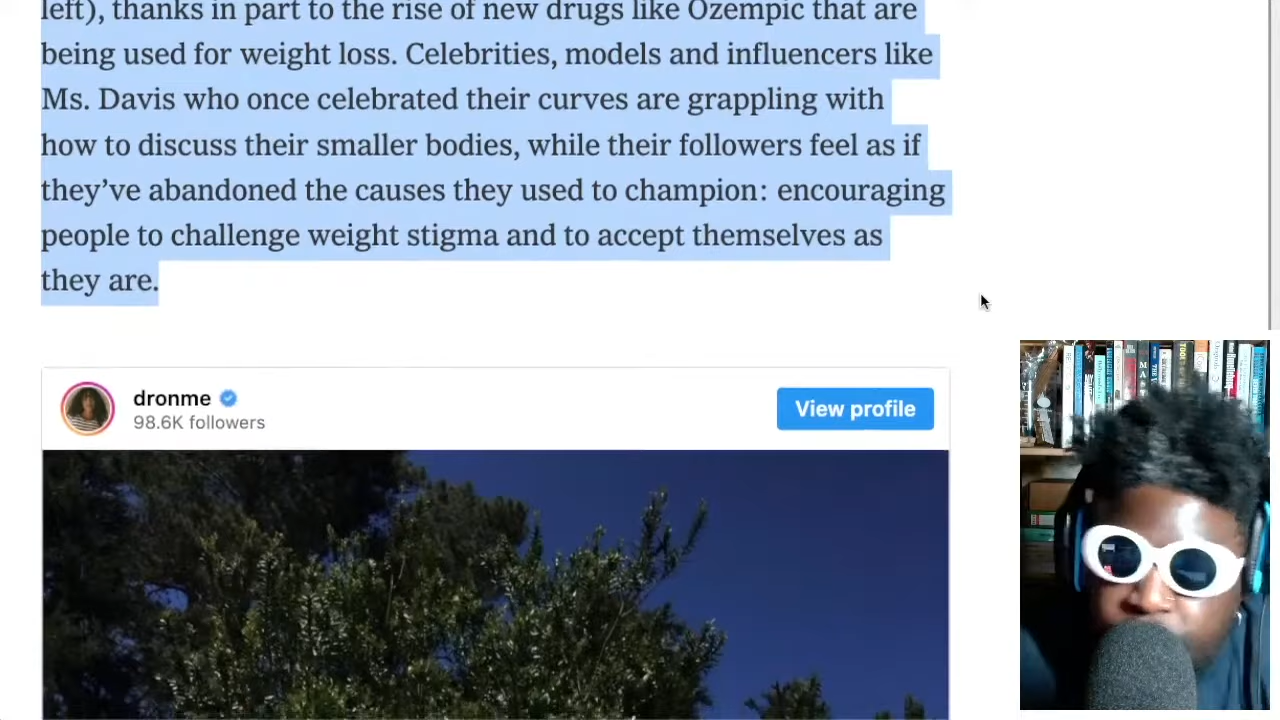 left), thanks in part to the rise of new drugs like Ozempic that are
being used for weight loss. Celebrities, models and influencers like
Ms. Davis who once celebrated their curves are grappling with
how to discuss their smaller bodies, while their followers feel as if
they’ve abandoned the causes they used to champion: encouraging
people to challenge weight stigma and to accept themselves as
they are.
dronme
98.6K followers
View profile